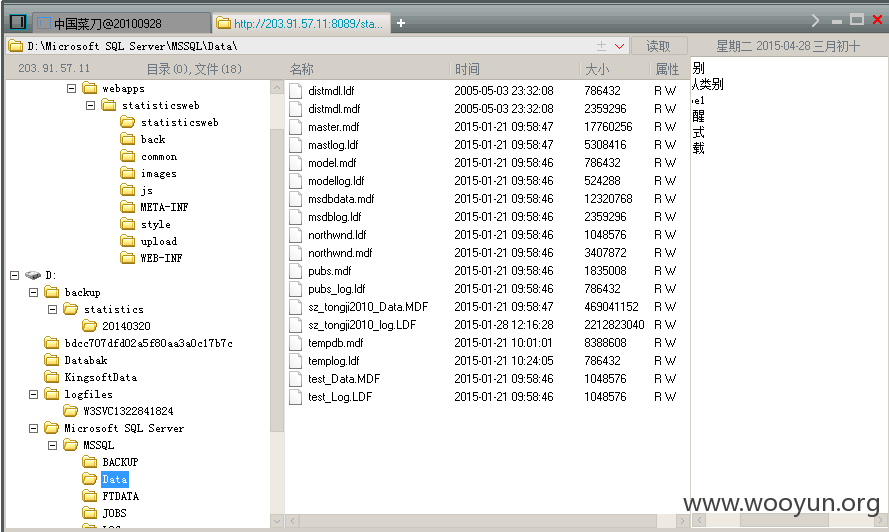 中国菜刀@20100928
http://203.91.57.11:8089/sta...
D:\Microsoft SQL Server\MSSQL\Data\
读取
星期二 2015-04-28 三月初十
203.91.57.11 目录(0),文件(18)
名称 时间 大小 属性
webapps
statisticsweb
statisticsweb
back
common
images
js
META-INF
style
upload
WEB-INF
D:
backup
statistics
20140320
bdcc707dfd02a5f80aa3a0c17b7c
Databak
KingsoftData
logfiles
W3SVC1322841824
Microsoft SQL Server
MSSQL
BACKUP
Data
FTDATA
JOBS
distmdl.ldf 2005-05-03 23:32:08 786432 R W
distmdl.mdf 2005-05-03 23:32:08 2359296 R W
master.mdf 2015-01-21 09:58:47 17760256 R W
mastlog.ldf 2015-01-21 09:58:47 5308416 R W
model.mdf 2015-01-21 09:58:46 786432 R W
modellog.ldf 2015-01-21 09:58:46 524288 R W
msdbdata.mdf 2015-01-21 09:58:46 12320768 R W
msdblog.ldf 2015-01-21 09:58:46 2359296 R W
northwnd.ldf 2015-01-21 09:58:46 1048576 R W
northwnd.mdf 2015-01-21 09:58:46 3407872 R W
pubs.mdf 2015-01-21 09:58:46 1835008 R W
pubs_log.ldf 2015-01-21 09:58:46 786432 R W
sz_tongji2010_Data.MDF 2015-01-21 09:58:47 469041152 R W
sz_tongji2010_log.LDF 2015-01-28 12:16:28 2212823040 R W
tempdb.mdf 2015-01-21 10:01:01 8388608 R W
templog.ldf 2015-01-21 10:24:05 786432 R W
test_Data.MDF 2015-01-21 09:58:46 1048576 R W
test_Log.LDF 2015-01-21 09:58:46 1048576 R W
别
类别
醒
式
载
www.wooyun.org